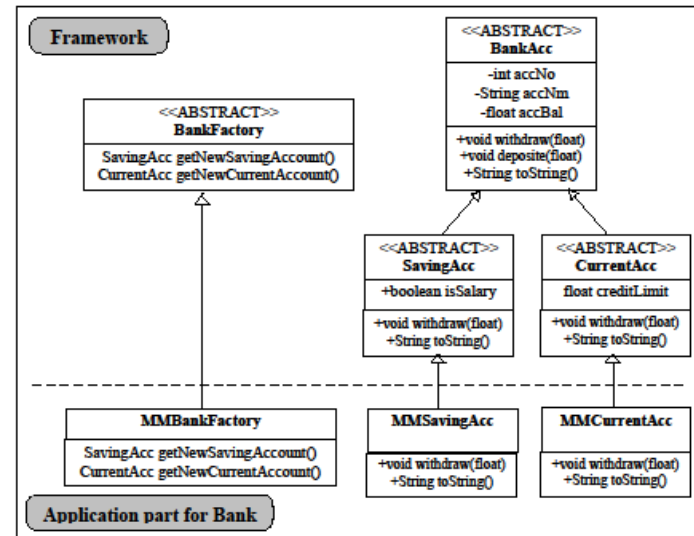 Framework
<<ABSTRACT>>
BankAcc
-int accNo
-String accNm
-float accBal
+void withdraw(float)
+void deposite(float)
+String toString()
<<ABSTRACT>>
BankFactory
SavingAcc getNewSavingAccount()
CurrentAcc getNewCurrentAccount()
<<ABSTRACT>>
SavingAcc
+boolean isSalary
+void withdraw(float)
+String toString()
<<ABSTRACT>>
CurrentAcc
float creditLimit
+void withdraw(float)
+String toString()
MMBankFactory
SavingAcc getNewSavingAccount()
CurrentAcc getNewCurrentAccount()
MMSavingAcc
+void withdraw(float)
+String toString()
MMCurrentAcc
+void withdraw(float)
+String toString()
Application part for Bank